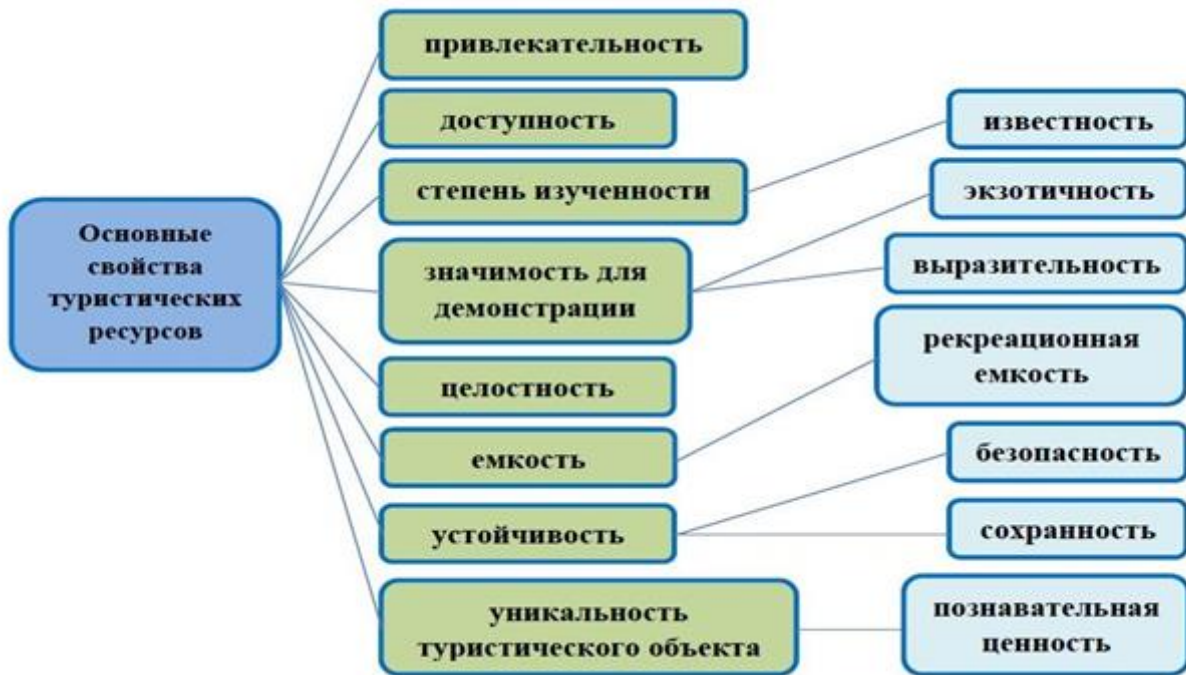 Основные
свойства
туристических
ресурсов
привлекательность
доступность
степень изученности
значимость для
демонстрации
целостность
емкость
устойчивость
уникальность
туристического объекта
известность
экзотичность
выразительность
рекреационная
емкость
безопасность
сохранность
познавательная
ценность